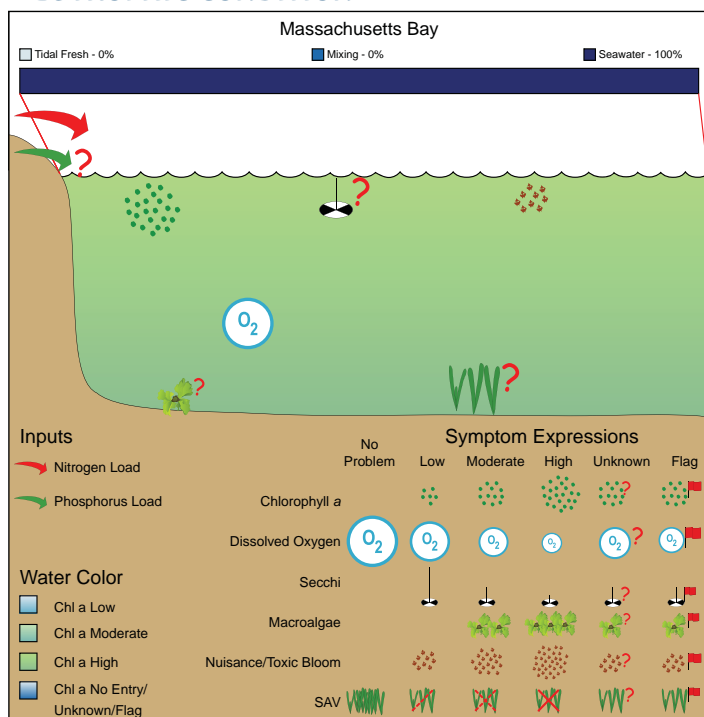 Massachusetts Bay
Tidal Fresh - 0% Mixing - 0% Seawater - 100%
?
?
O2
?
?
Inputs
Nitrogen Load
Phosphorus Load
Water Color
Chl a Low
Chl a Moderate
Chl a High
Chl a No Entry/
Unknown/Flag
Symptom Expressions
No
Problem Low Moderate High Unknown Flag
Chlorophyll a ?
Dissolved Oxygen O2 O2 O2 O2 O2 ? O2
Secchi ?
Macroalgae ?
Nuisance/Toxic Bloom ?
SAV ?